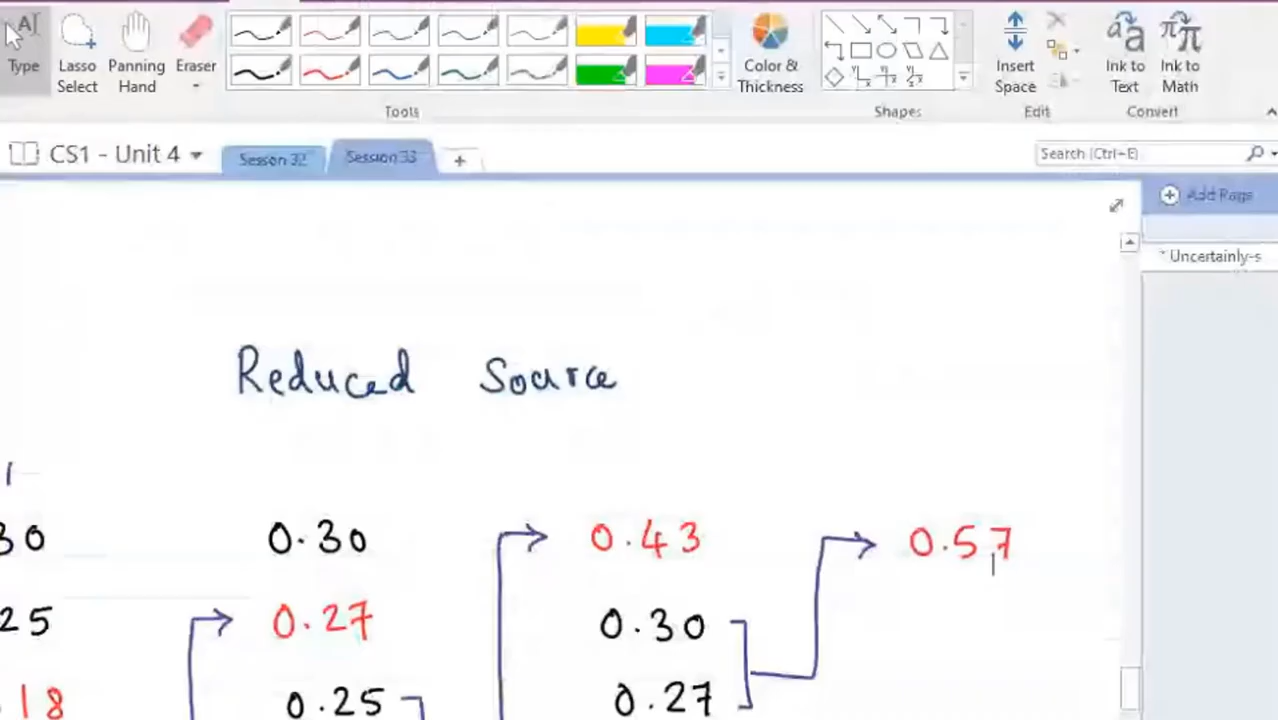 Type
Lasso Select
Panning Hand
Eraser
Color & Thickness
Insert Space
Ink to Text
Ink to Math
Tools
Shapes
Edit
Convert
CS1 - Unit 4
Sesson 32
Session 33
+
Search (Ctrl+E)
Add Page
Uncertainly-s
Reduced Source
1
30 0.30 0.43 0.57
25 0.27 0.30
18 0.25 0.27